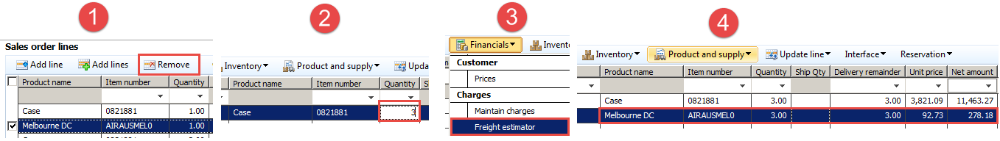 1
Sales order lines
Add line Add lines Remove
Product name Item number Quantity
Case 0821881 1.00
Melbourne DC AIRAUSMEL0 1.00
2
Inventory Product and supply Upda
Product name Item number Quantity S
Case 0821881 3
3
Financials Invent
Customer
Prices
Charges
Maintain charges
Freight estimator
4
Inventory Product and supply Update line Interface Reservation
Product name Item number Quantity Ship Qty Delivery remainder Unit price Net amount
Case 0821881 3.00 3.00 3,821.09 11,463.27
Melbourne DC AIRAUSMEL0 3.00 3.00 92.73 278.18